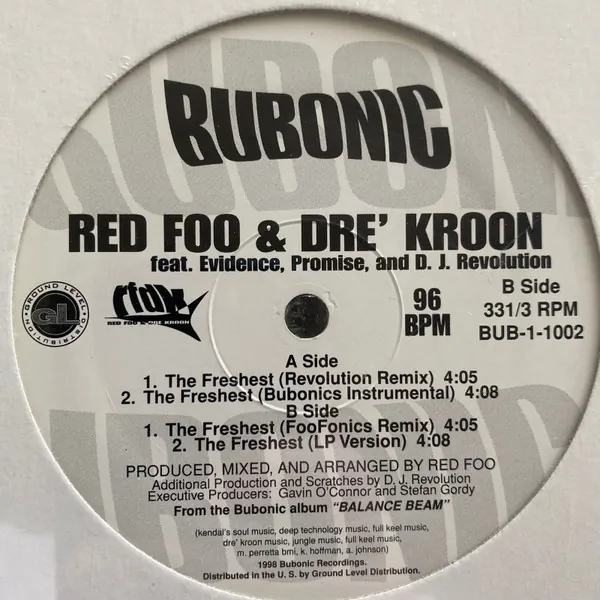 BUBONIC
RED FOO & DRE' KROON
feat. Evidence, Promise, and D. J. Revolution
GROUND LEVEL
GL
DISTRIBUTION
rfdk
RED FOO & DRE KROON
96
BPM
B Side
331/3 RPM
BUB-1-1002
A Side
1. The Freshest (Revolution Remix) 4:05
2. The Freshest (Bubonics Instrumental) 4:08
B Side
1. The Freshest (FooFonics Remix) 4:05
2. The Freshest (LP Version) 4:08
PRODUCED, MIXED, AND ARRANGED BY RED FOO
Additional Production and Scratches by D. J. Revolution
Executive Producers: Gavin O'Connor and Stefan Gordy
From the Bubonic album "BALANCE BEAM"
(kendal's soul music, deep technology music, full keel music,
dre' kroon music, jungle music, full keel music,
m. perretta bmi, k. hoffman, a. johnson)
1998 Bubonic Recordings.
Distributed in the U. S. by Ground Level Distribution.